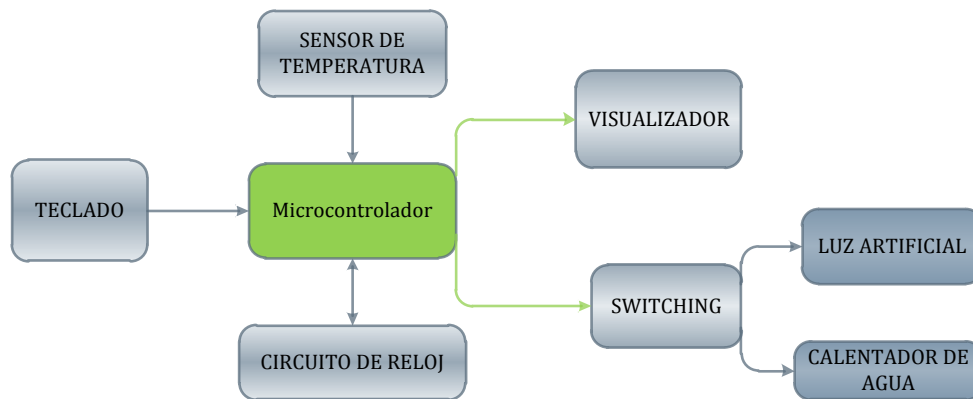 SENSOR DE
TEMPERATURA
VISUALIZADOR
TECLADO
Microcontrolador
LUZ ARTIFICIAL
SWITCHING
CIRCUITO DE RELOJ
CALENTADOR DE
AGUA